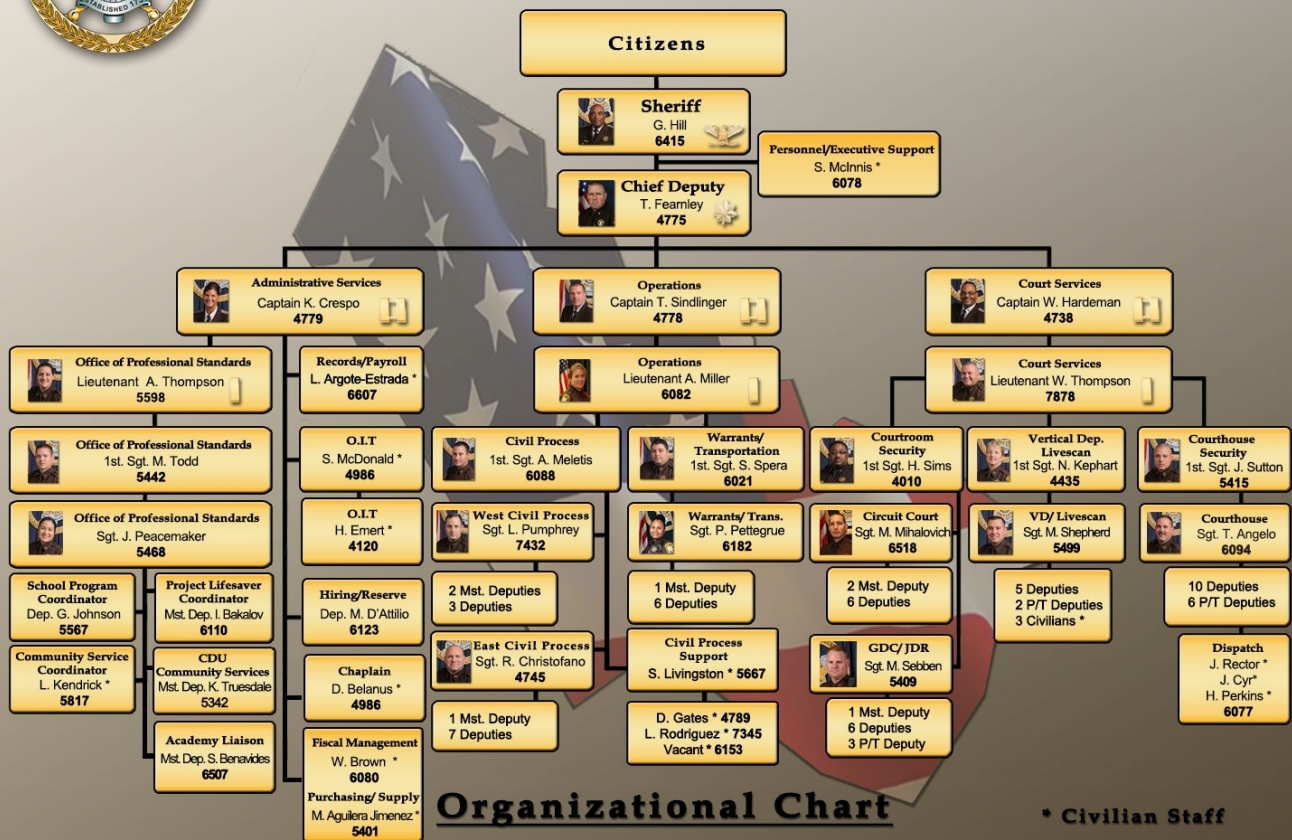 ESTABLISHED 17
Citizens
Sheriff
G. Hill
6415
Personnel/Executive Support
S. McInnis *
6078
Chief Deputy
T. Fearnley
4775
Administrative Services
Captain K. Crespo
4779
Operations
Captain T. Sindlinger
4778
Court Services
Captain W. Hardeman
4738
Office of Professional Standards
Lieutenant A. Thompson
5598
Records/Payroll
L. Argote-Estrada *
6607
Operations
Lieutenant A. Miller
6082
Court Services
Lieutenant W. Thompson
7878
Office of Professional Standards
1st. Sgt. M. Todd
5442
O.I.T
S. McDonald *
4986
Civil Process
1st. Sgt. A. Meletis
6088
Warrants/
Transportation
1st. Sgt. S. Spera
6021
Courtroom
Security
1st Sgt. H. Sims
4010
Vertical Dep.
Livescan
1st Sgt. N. Kephart
4435
Courthouse
Security
1st. Sgt. J. Sutton
5415
Office of Professional Standards
Sgt. J. Peacemaker
5468
O.I.T
H. Emert *
4120
West Civil Process
Sgt. L. Pumphrey
7432
Warrants/ Trans.
Sgt. P. Pettegrue
6182
Circuit Court
Sgt. M. Mihalovich
6518
VD/ Livescan
Sgt. M. Shepherd
5499
Courthouse
Sgt. T. Angelo
6094
School Program
Coordinator
Dep. G. Johnson
5567
Project Lifesaver
Coordinator
Mst. Dep. I. Bakalov
6110
Hiring/Reserve
Dep. M. D'Attilio
6123
2 Mst. Deputies
3 Deputies
1 Mst. Deputy
6 Deputies
2 Mst. Deputy
6 Deputies
5 Deputies
2 P/T Deputies
3 Civilians *
10 Deputies
6 P/T Deputies
Community Service
Coordinator
L. Kendrick *
5817
CDU
Community Services
Mst. Dep. K. Truesdale
5342
Chaplain
D. Belanus *
4986
East Civil Process
Sgt. R. Christofano
4745
Civil Process
Support
S. Livingston * 5667
GDC/ JDR
Sgt M. Sebben
5409
Dispatch
J. Rector *
J. Cyr*
H. Perkins *
6077
Academy Liaison
Mst. Dep. S. Benavides
6507
Fiscal Management
W. Brown *
6080
Purchasing/ Supply
M. Aguilera Jimenez *
5401
1 Mst. Deputy
7 Deputies
D. Gates * 4789
L. Rodriguez * 7345
Vacant * 6153
1 Mst. Deputy
6 Deputies
3 P/T Deputy
Organizational Chart
* Civilian Staff